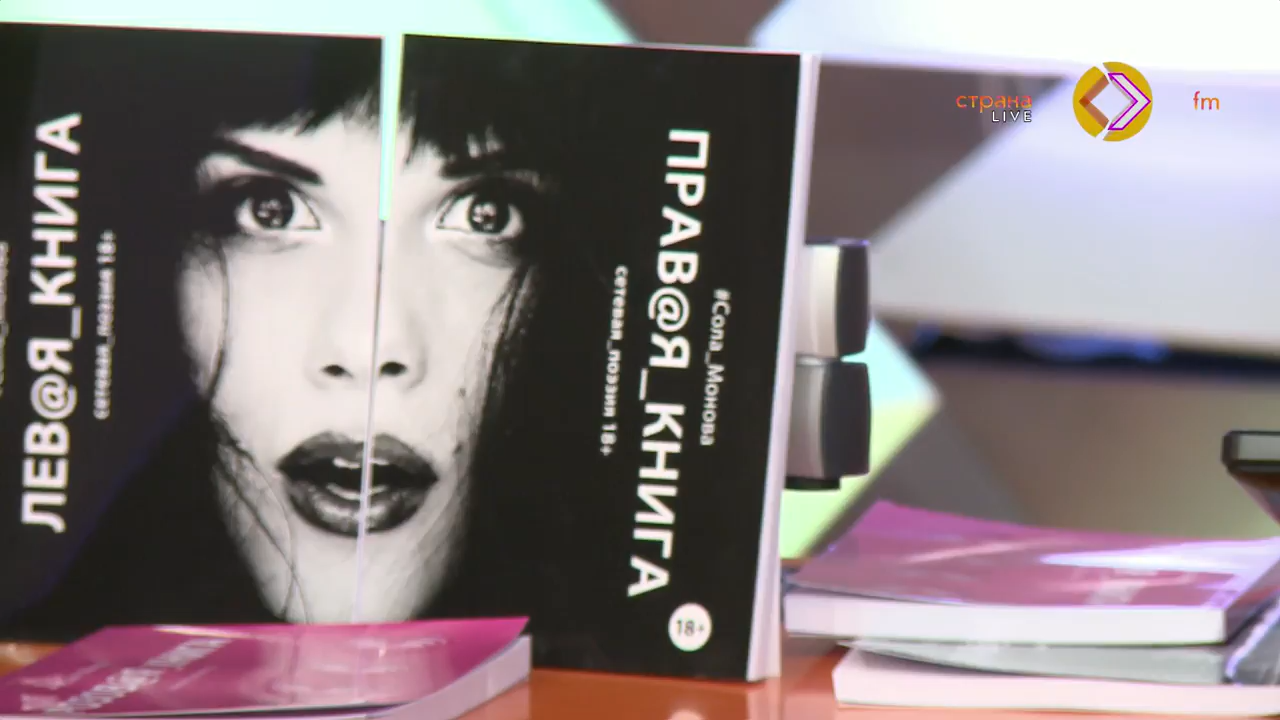 ЛЕВ@Я_КНИГА
сетевая_поэзия 18+
сетевая_поэзия 18+
ПРАВ@Я_КНИГА
#Сола_Монова
18+
страна
LIVE
fm